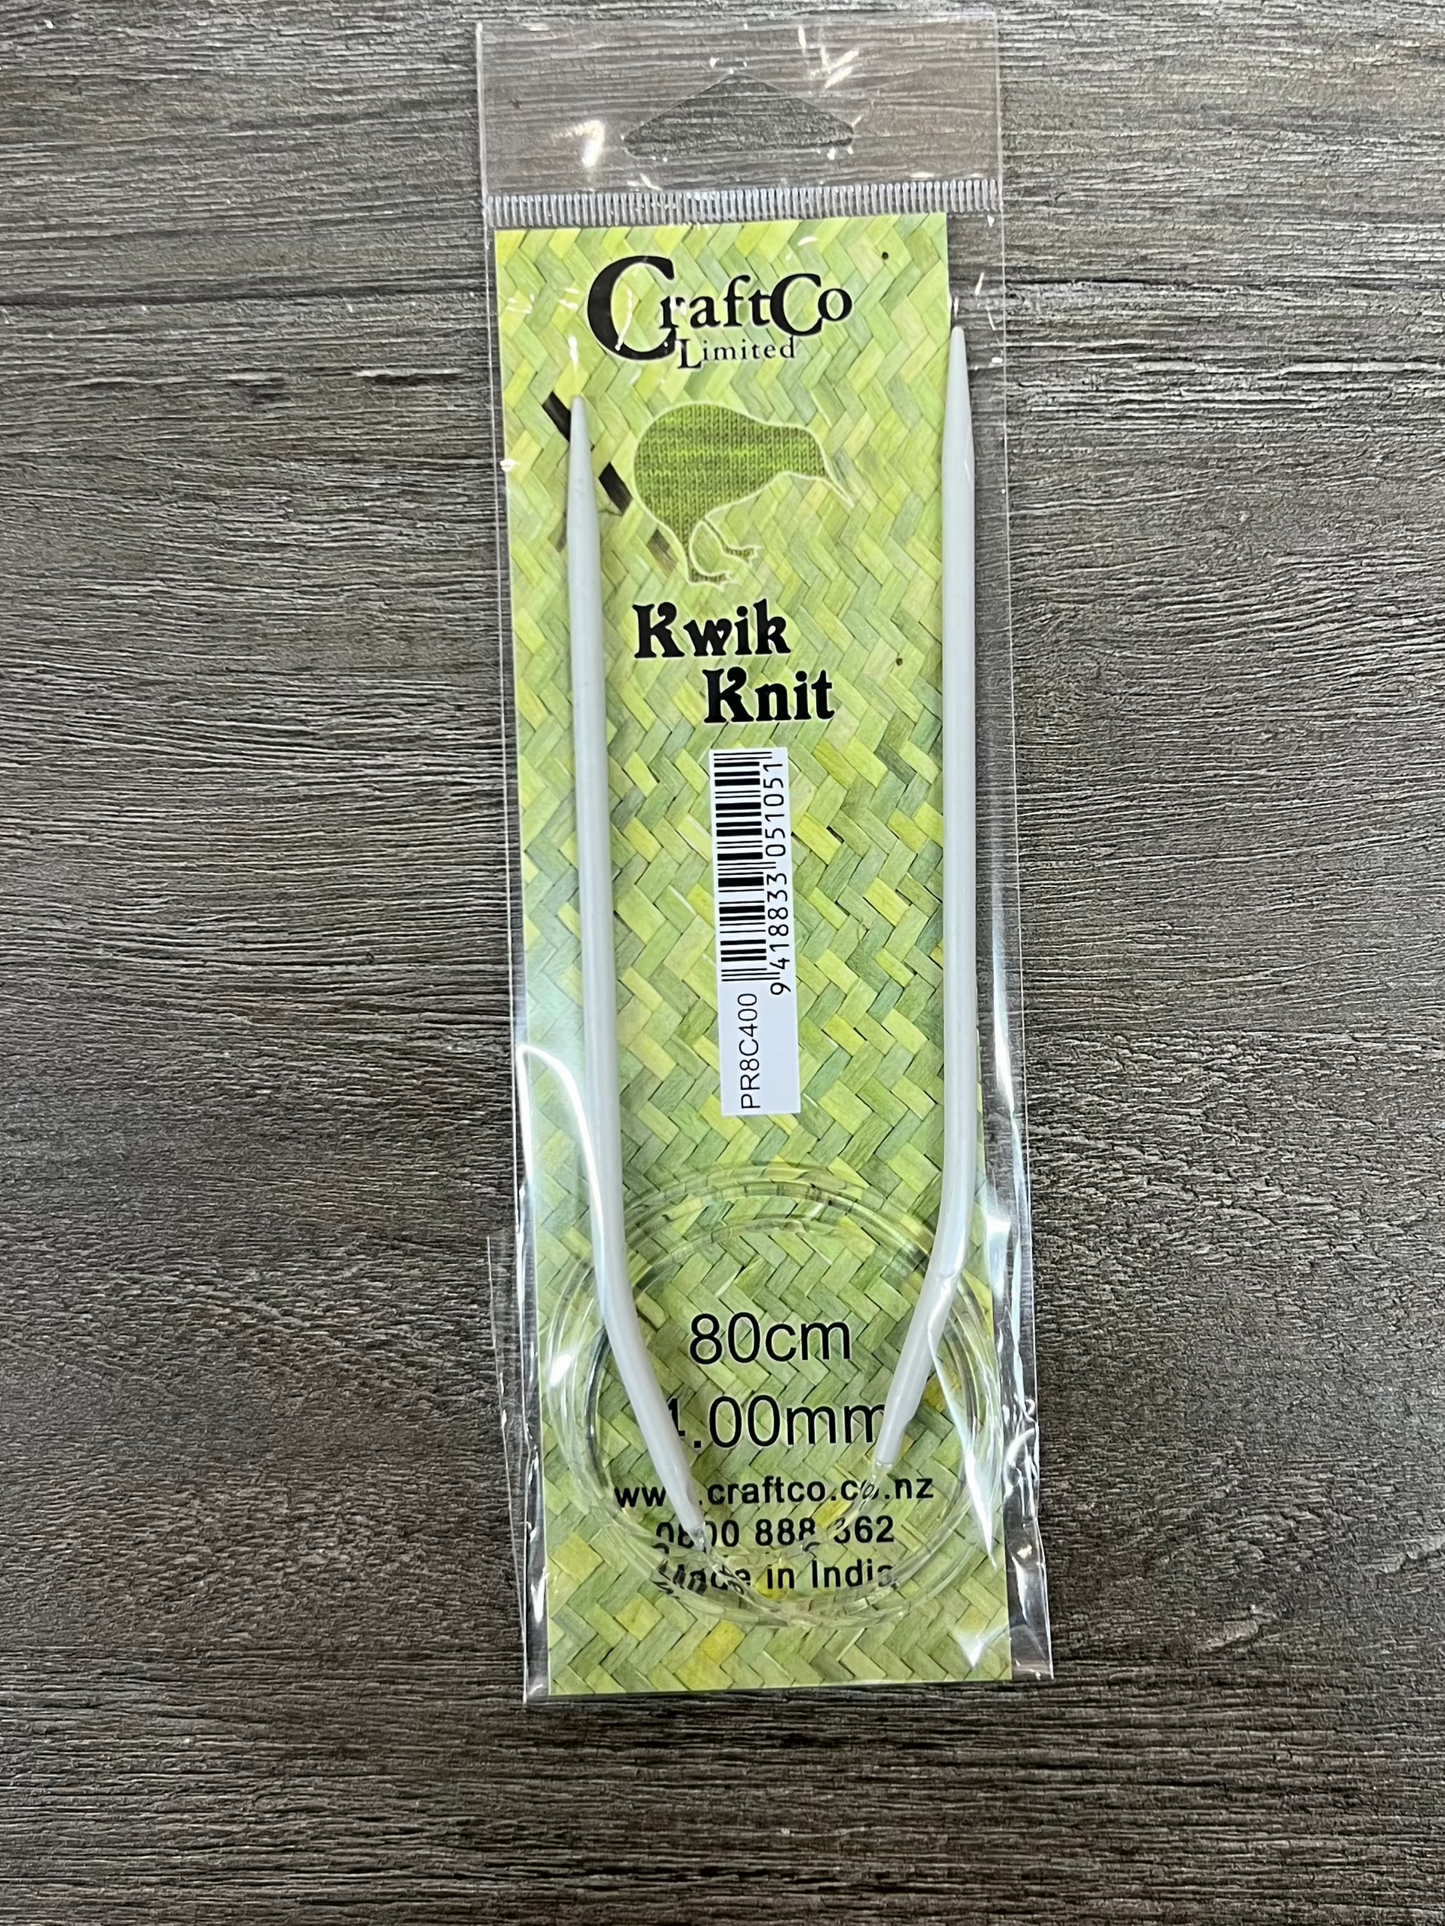 CraftCo
Limited
Kwik
Knit
PR8C400
9 418833 051051
80cm
4.00mm
www.craftco.co.nz
0800 888 362
Made in India